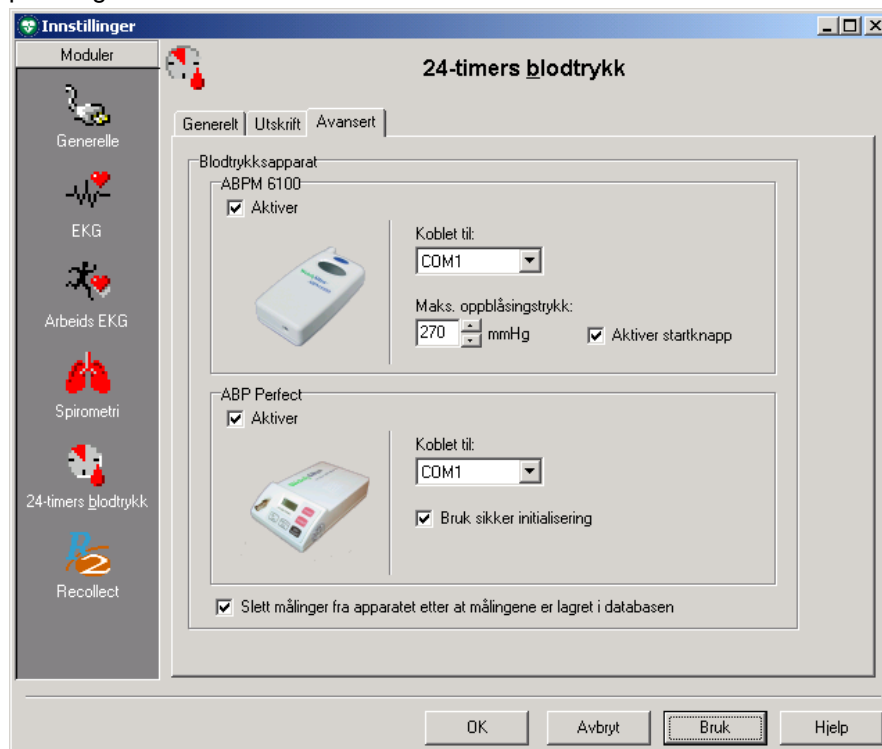 Innstillinger
Moduler
24-timers blodtrykk
Generelle
Generelt
Utskrift
Avansert
Blodtrykksapparat
ABPM 6100
Aktiver
EKG
Koblet til:
COM1
Arbeids EKG
Maks. oppblåsingstrykk:
270 mmHg
Aktiver startknapp
ABP Perfect
Spirometri
Aktiver
Koblet til:
COM1
24-timers blodtrykk
Bruk sikker initialisering
Recollect
Slett målinger fra apparatet etter at målingene er lagret i databasen
OK
Avbryt
Bruk
Hjelp